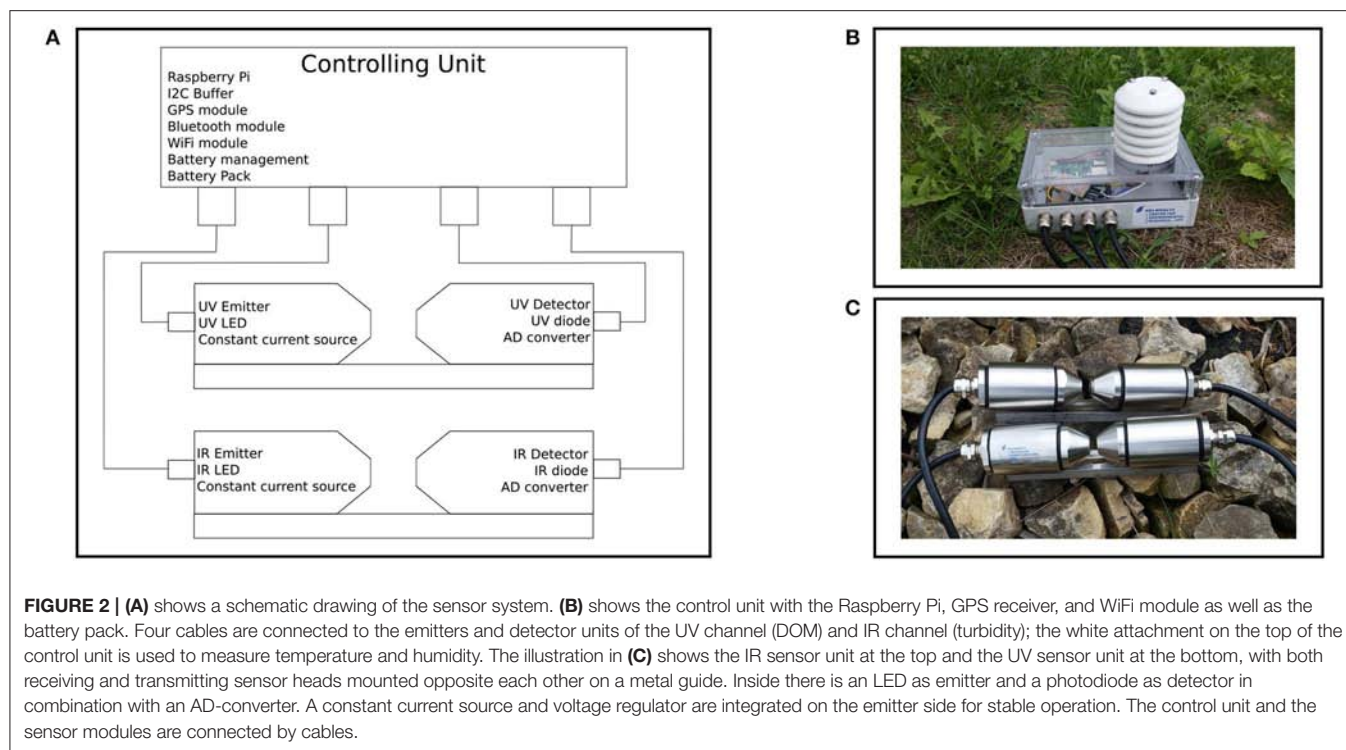 A
Controlling Unit
Raspberry Pi
I2C Buffer
GPS module
Bluetooth module
WiFi module
Battery management
Battery Pack
UV Emitter
UV LED
Constant current source
UV Detector
UV diode
AD converter
IR Emitter
IR LED
Constant current source
IR Detector
IR diode
AD converter
B
C
FIGURE 2 | (A) shows a schematic drawing of the sensor system. (B) shows the control unit with the Raspberry Pi, GPS receiver, and WiFi module as well as the
battery pack. Four cables are connected to the emitters and detector units of the UV channel (DOM) and IR channel (turbidity); the white attachment on the top of the
control unit is used to measure temperature and humidity. The illustration in (C) shows the IR sensor unit at the top and the UV sensor unit at the bottom, with both
receiving and transmitting sensor heads mounted opposite each other on a metal guide. Inside there is an LED as emitter and a photodiode as detector in
combination with an AD-converter. A constant current source and voltage regulator are integrated on the emitter side for stable operation. The control unit and the
sensor modules are connected by cables.